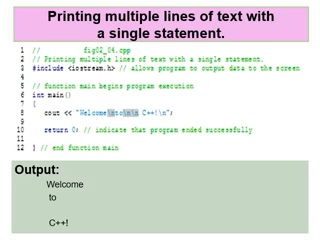 Printing multiple lines of text with
a single statement.
1 // fig02_04.cpp
2 // Printing multiple lines of text with a single statement.
3 #include <iostream.h> // allows program to output data to the screen
4
5 // function main begins program execution
6 int main()
7 {
8 cout << "Welcome\nto\n\n C++!\n";
9
10 return 0; // indicate that program ended successfully
11
12 } // end function main
Output:
Welcome
to
C++!